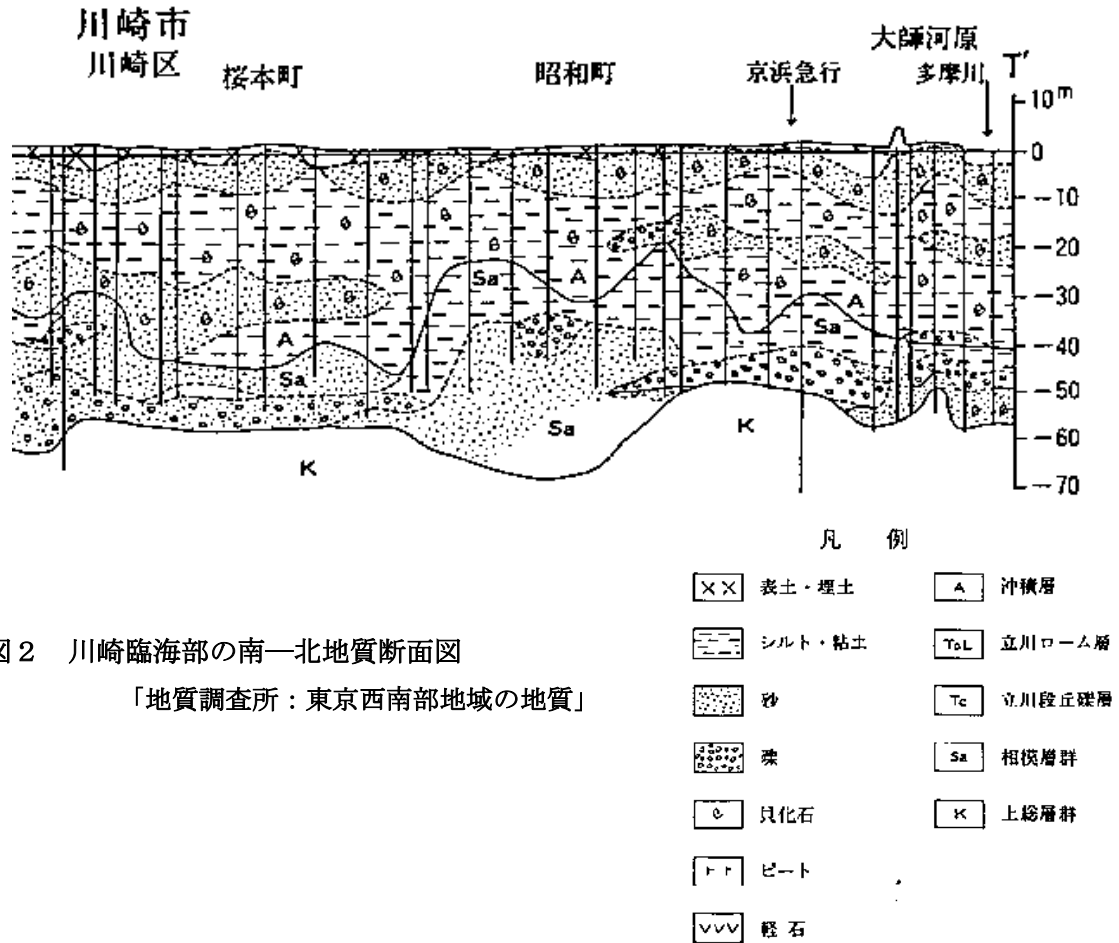 川崎市
川崎区
桜本町
昭和町
京浜急行
大師河原
多摩川
T'
10m
0
-10
-20
-30
-40
-50
-60
-70
A
Sa
Sa
A
Sa
K
K
A
Sa
凡 例
表土・埋土
シルト・粘土
砂
礫
貝化石
ピート
軽石
A 沖積層
TpL 立川ローム層
Tc 立川段丘礫層
Sa 相模層群
K 上総層群
図2 川崎臨海部の南―北地質断面図
「地質調査所:東京西南部地域の地質」